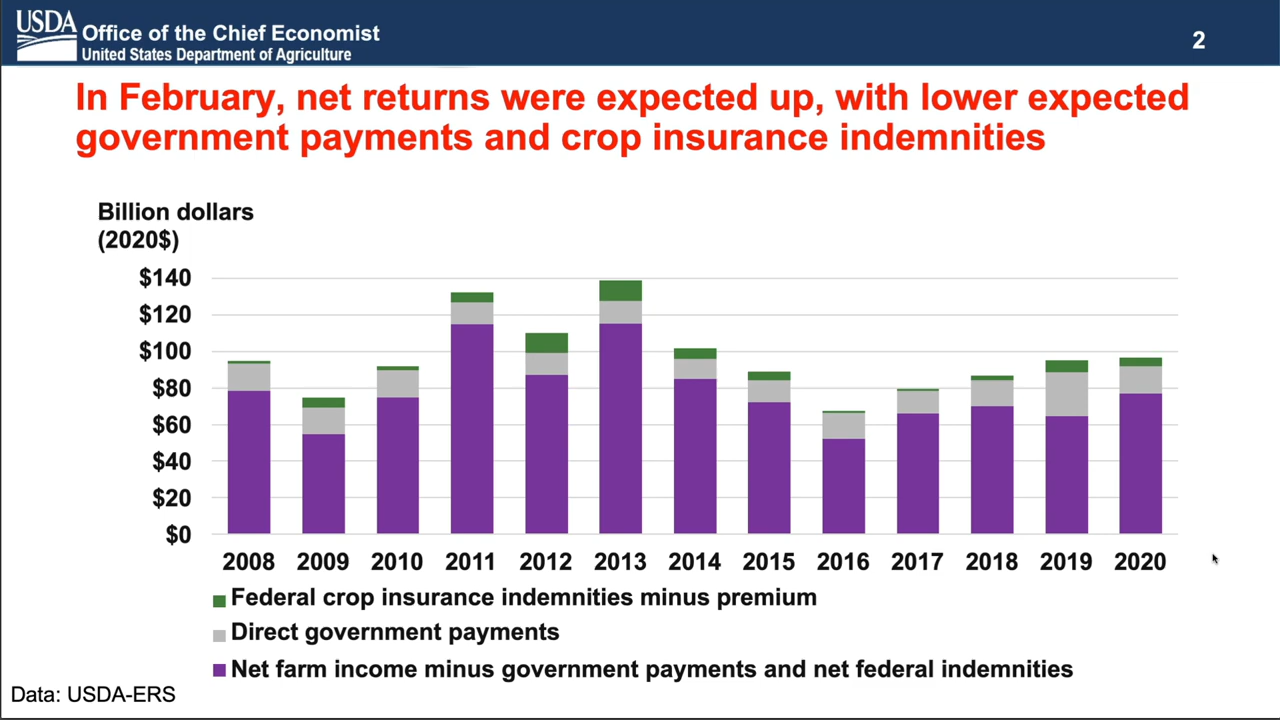 USDA
Office of the Chief Economist
United States Department of Agriculture
2
In February, net returns were expected up, with lower expected
government payments and crop insurance indemnities
Billion dollars
(2020$)
$140
$120
$100
$80
$60
$40
$20
$0
2008 2009 2010 2011 2012 2013 2014 2015 2016 2017 2018 2019 2020
Federal crop insurance indemnities minus premium
Direct government payments
Net farm income minus government payments and net federal indemnities
Data: USDA-ERS